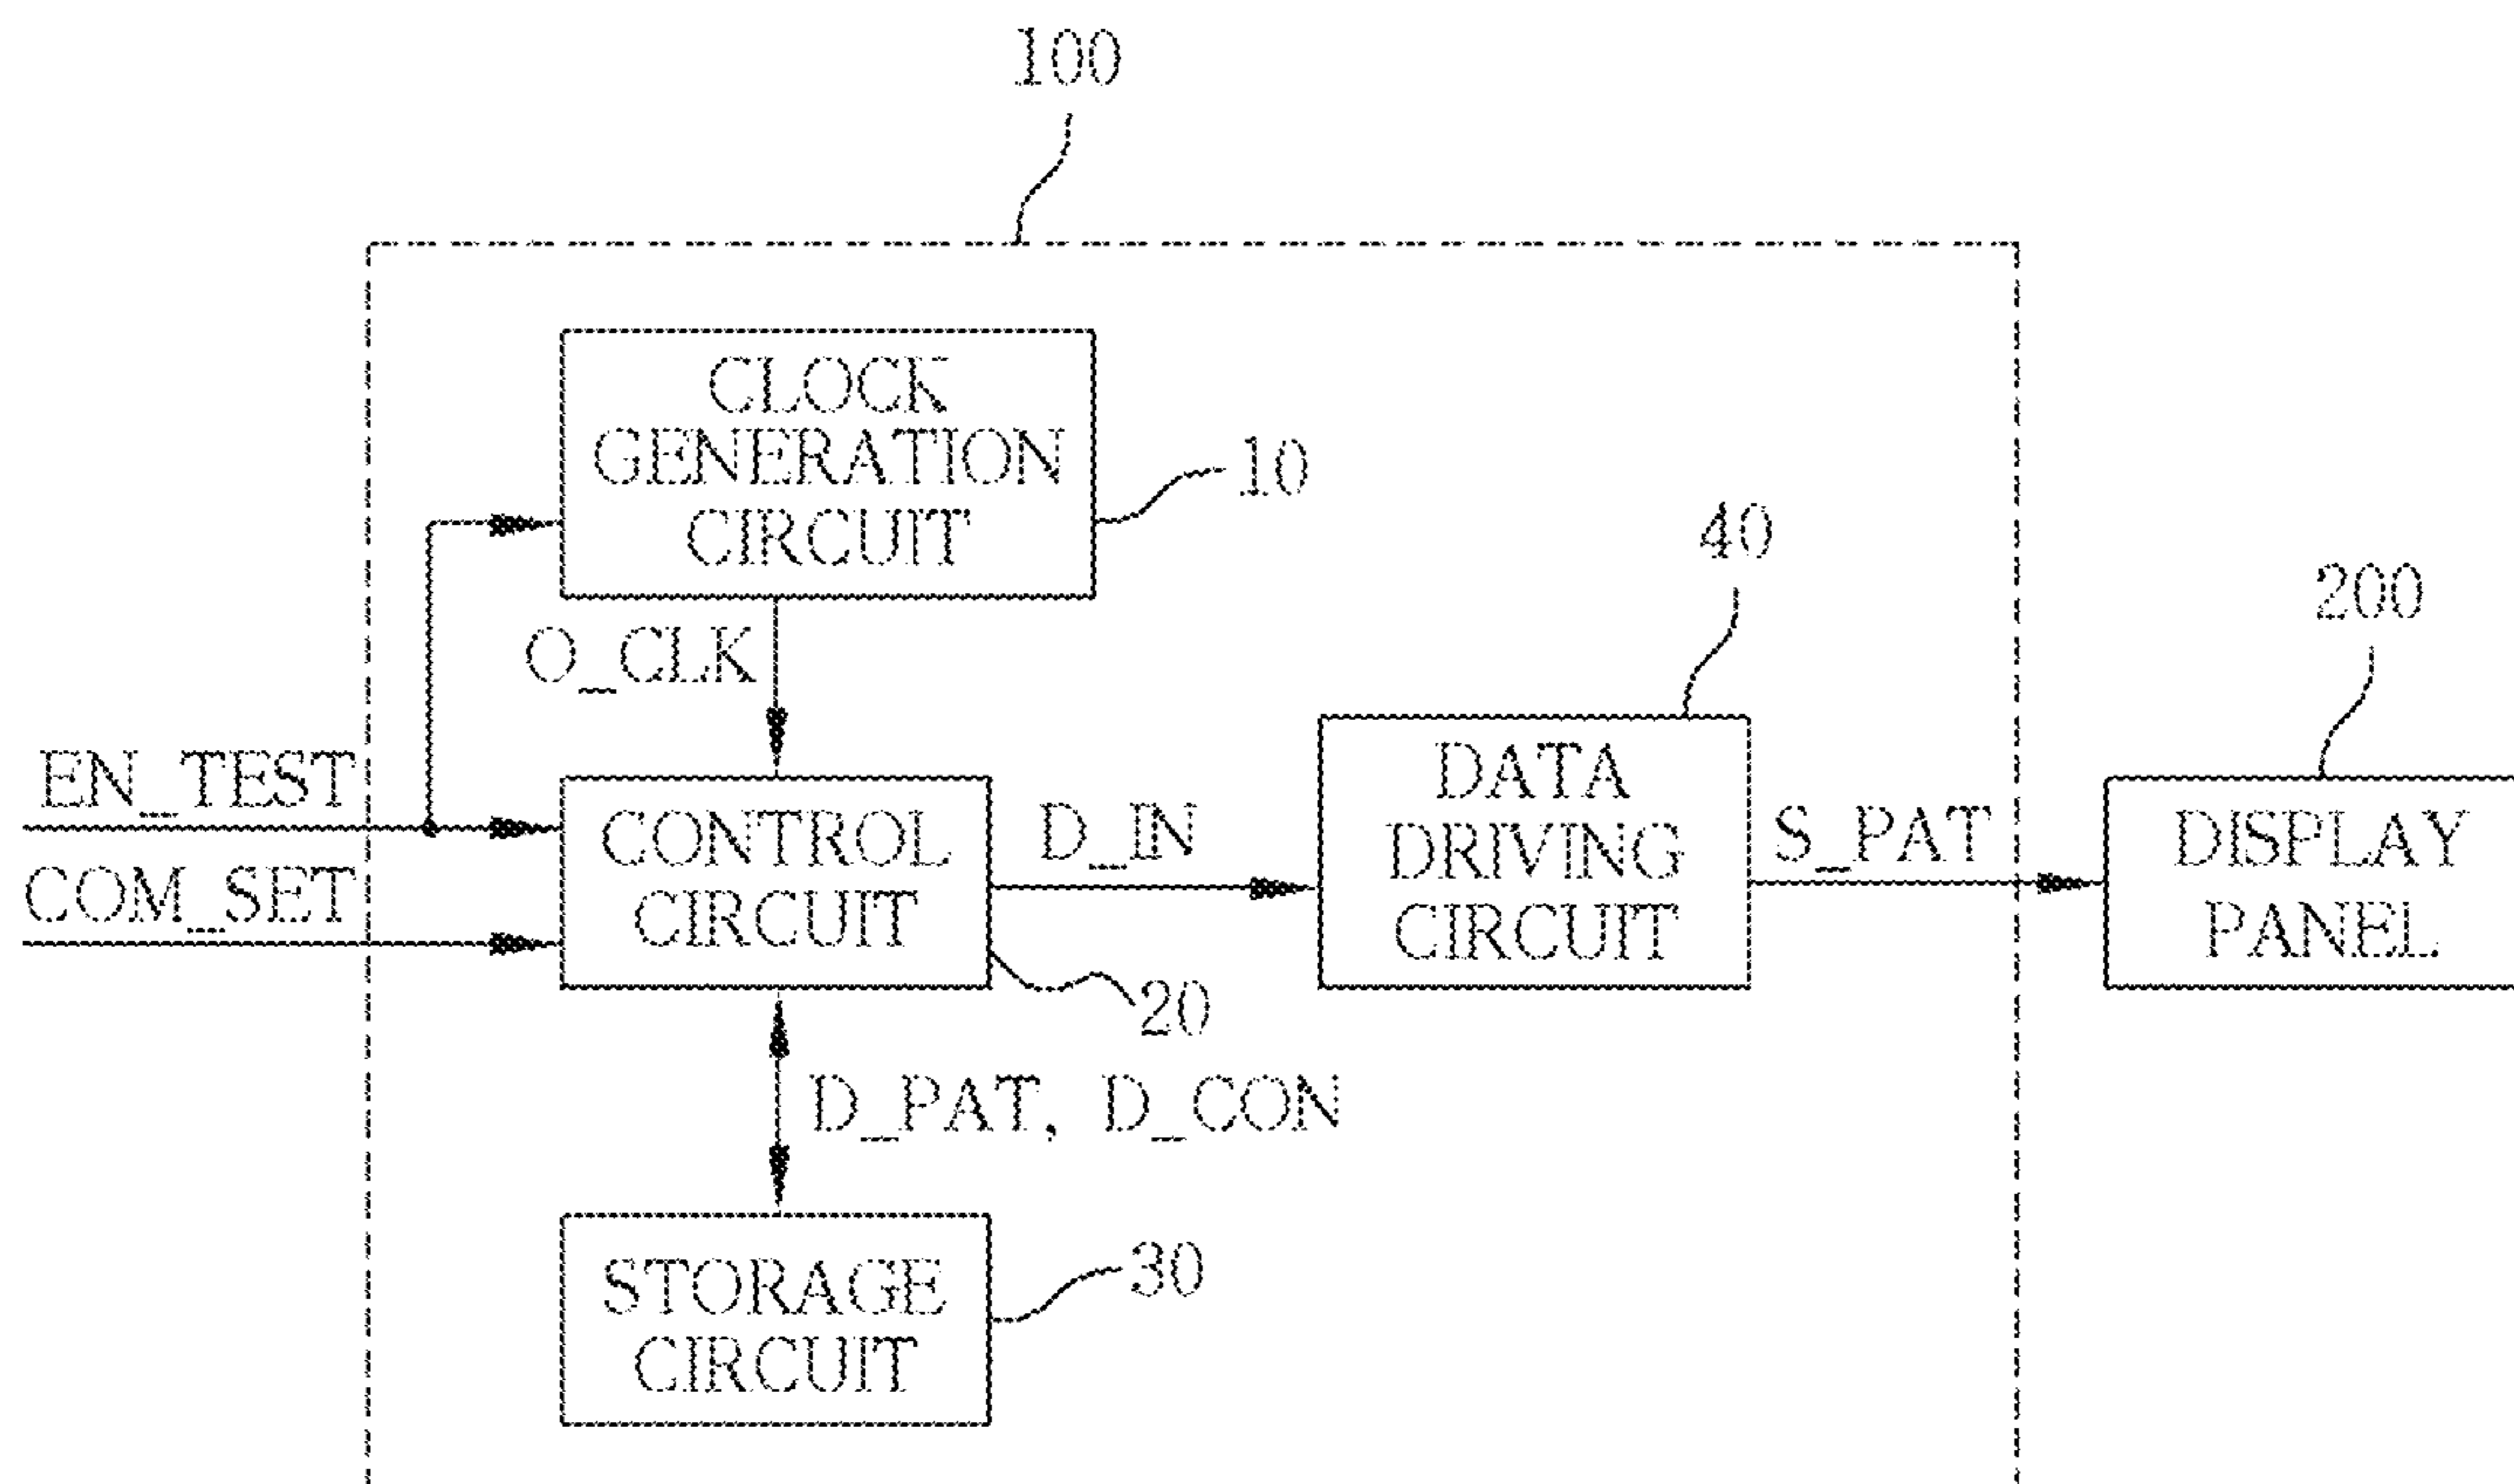 100
CLOCK
GENERATION
CIRCUIT
10
40
200
O_CLK
EN_TEST
COM_SET
CONTROL
CIRCUIT
D_IN
DATA
DRIVING
CIRCUIT
S_PAT
DISPLAY
PANEL
20
D_PAT, D_CON
STORAGE
CIRCUIT
30